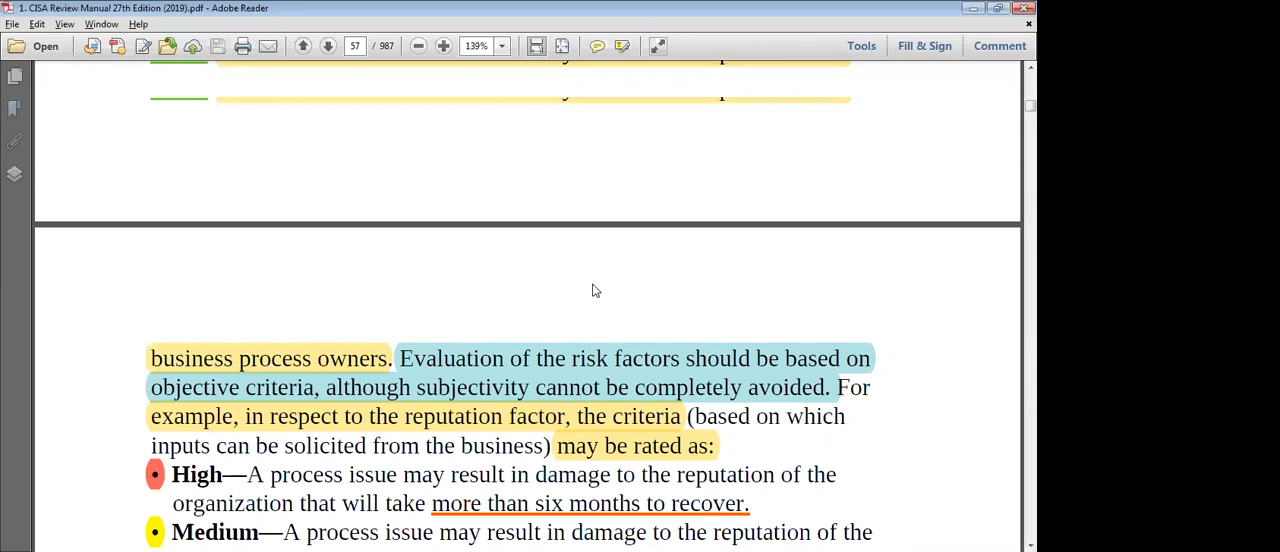 1. CISA Review Manual 27th Edition (2019).pdf - Adobe Reader
File Edit View Window Help
Open 57 / 987 139% Tools Fill & Sign Comment
business process owners. Evaluation of the risk factors should be based on
objective criteria, although subjectivity cannot be completely avoided. For
example, in respect to the reputation factor, the criteria (based on which
inputs can be solicited from the business) may be rated as:
• High—A process issue may result in damage to the reputation of the
organization that will take more than six months to recover.
• Medium—A process issue may result in damage to the reputation of the